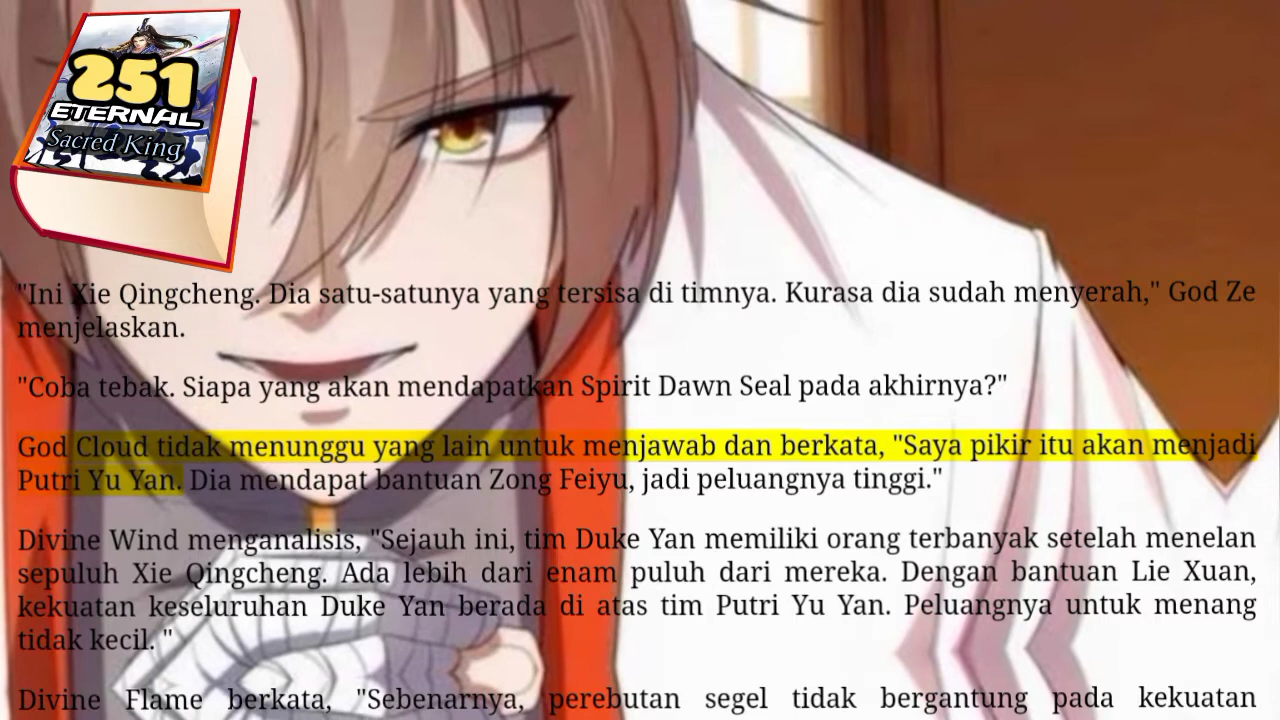 251
ETERNAL
Sacred King
"Ini Xie Qingcheng. Dia satu-satunya yang tersisa di timnya. Kurasa dia sudah menyerah," God Ze
menjelaskan.
"Coba tebak. Siapa yang akan mendapatkan Spirit Dawn Seal pada akhirnya?"
God Cloud tidak menunggu yang lain untuk menjawab dan berkata, "Saya pikir itu akan menjadi
Putri Yu Yan. Dia mendapat bantuan Zong Feiyu, jadi peluangnya tinggi."
Divine Wind menganalisis, "Sejauh ini, tim Duke Yan memiliki orang terbanyak setelah menelan
sepuluh Xie Qingcheng. Ada lebih dari enam puluh dari mereka. Dengan bantuan Lie Xuan,
kekuatan keseluruhan Duke Yan berada di atas tim Putri Yu Yan. Peluangnya untuk menang
tidak kecil. "
Divine Flame berkata, "Sebenarnya, perebutan segel tidak bergantung pada kekuatan